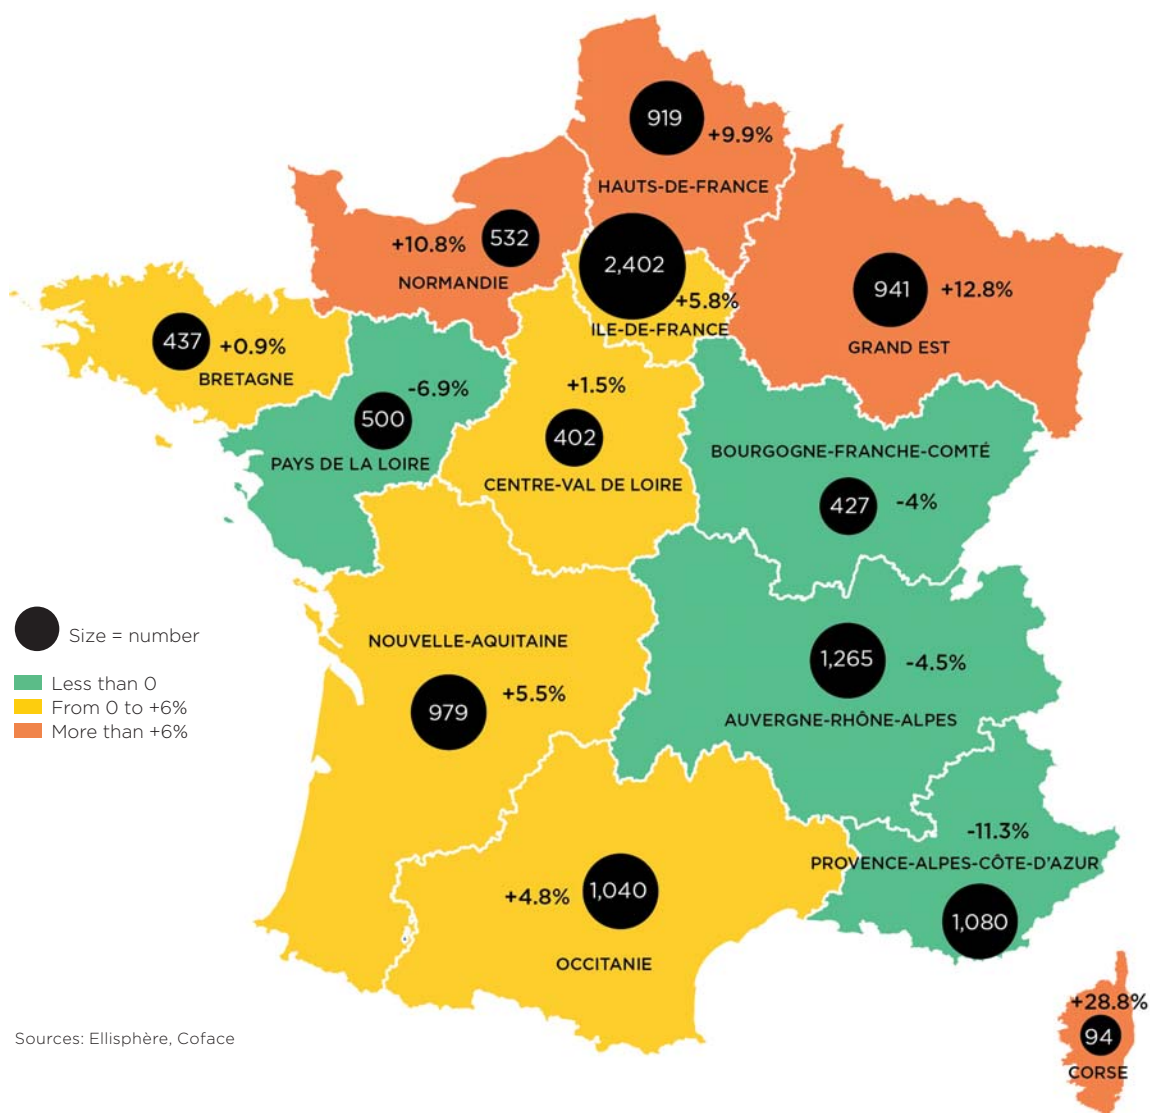 919
+9.9%
HAUTS-DE-FRANCE
+10.8%
532
NORMANDIE
2,402
+5.8%
ILE-DE-FRANCE
941
+12.8%
GRAND EST
437
+0.9%
BRETAGNE
-6.9%
500
PAYS DE LA LOIRE
+1.5%
402
CENTRE-VAL DE LOIRE
BOURGOGNE-FRANCHE-COMTÉ
427
-4%
Size = number
Less than 0
From 0 to +6%
More than +6%
NOUVELLE-AQUITAINE
+5.5%
979
1,265
-4.5%
AUVERGNE-RHÔNE-ALPES
-11.3%
PROVENCE-ALPES-CÔTE-D'AZUR
1,080
+4.8%
1,040
OCCITANIE
+28.8%
94
CORSE
Sources: Ellisphère, Coface